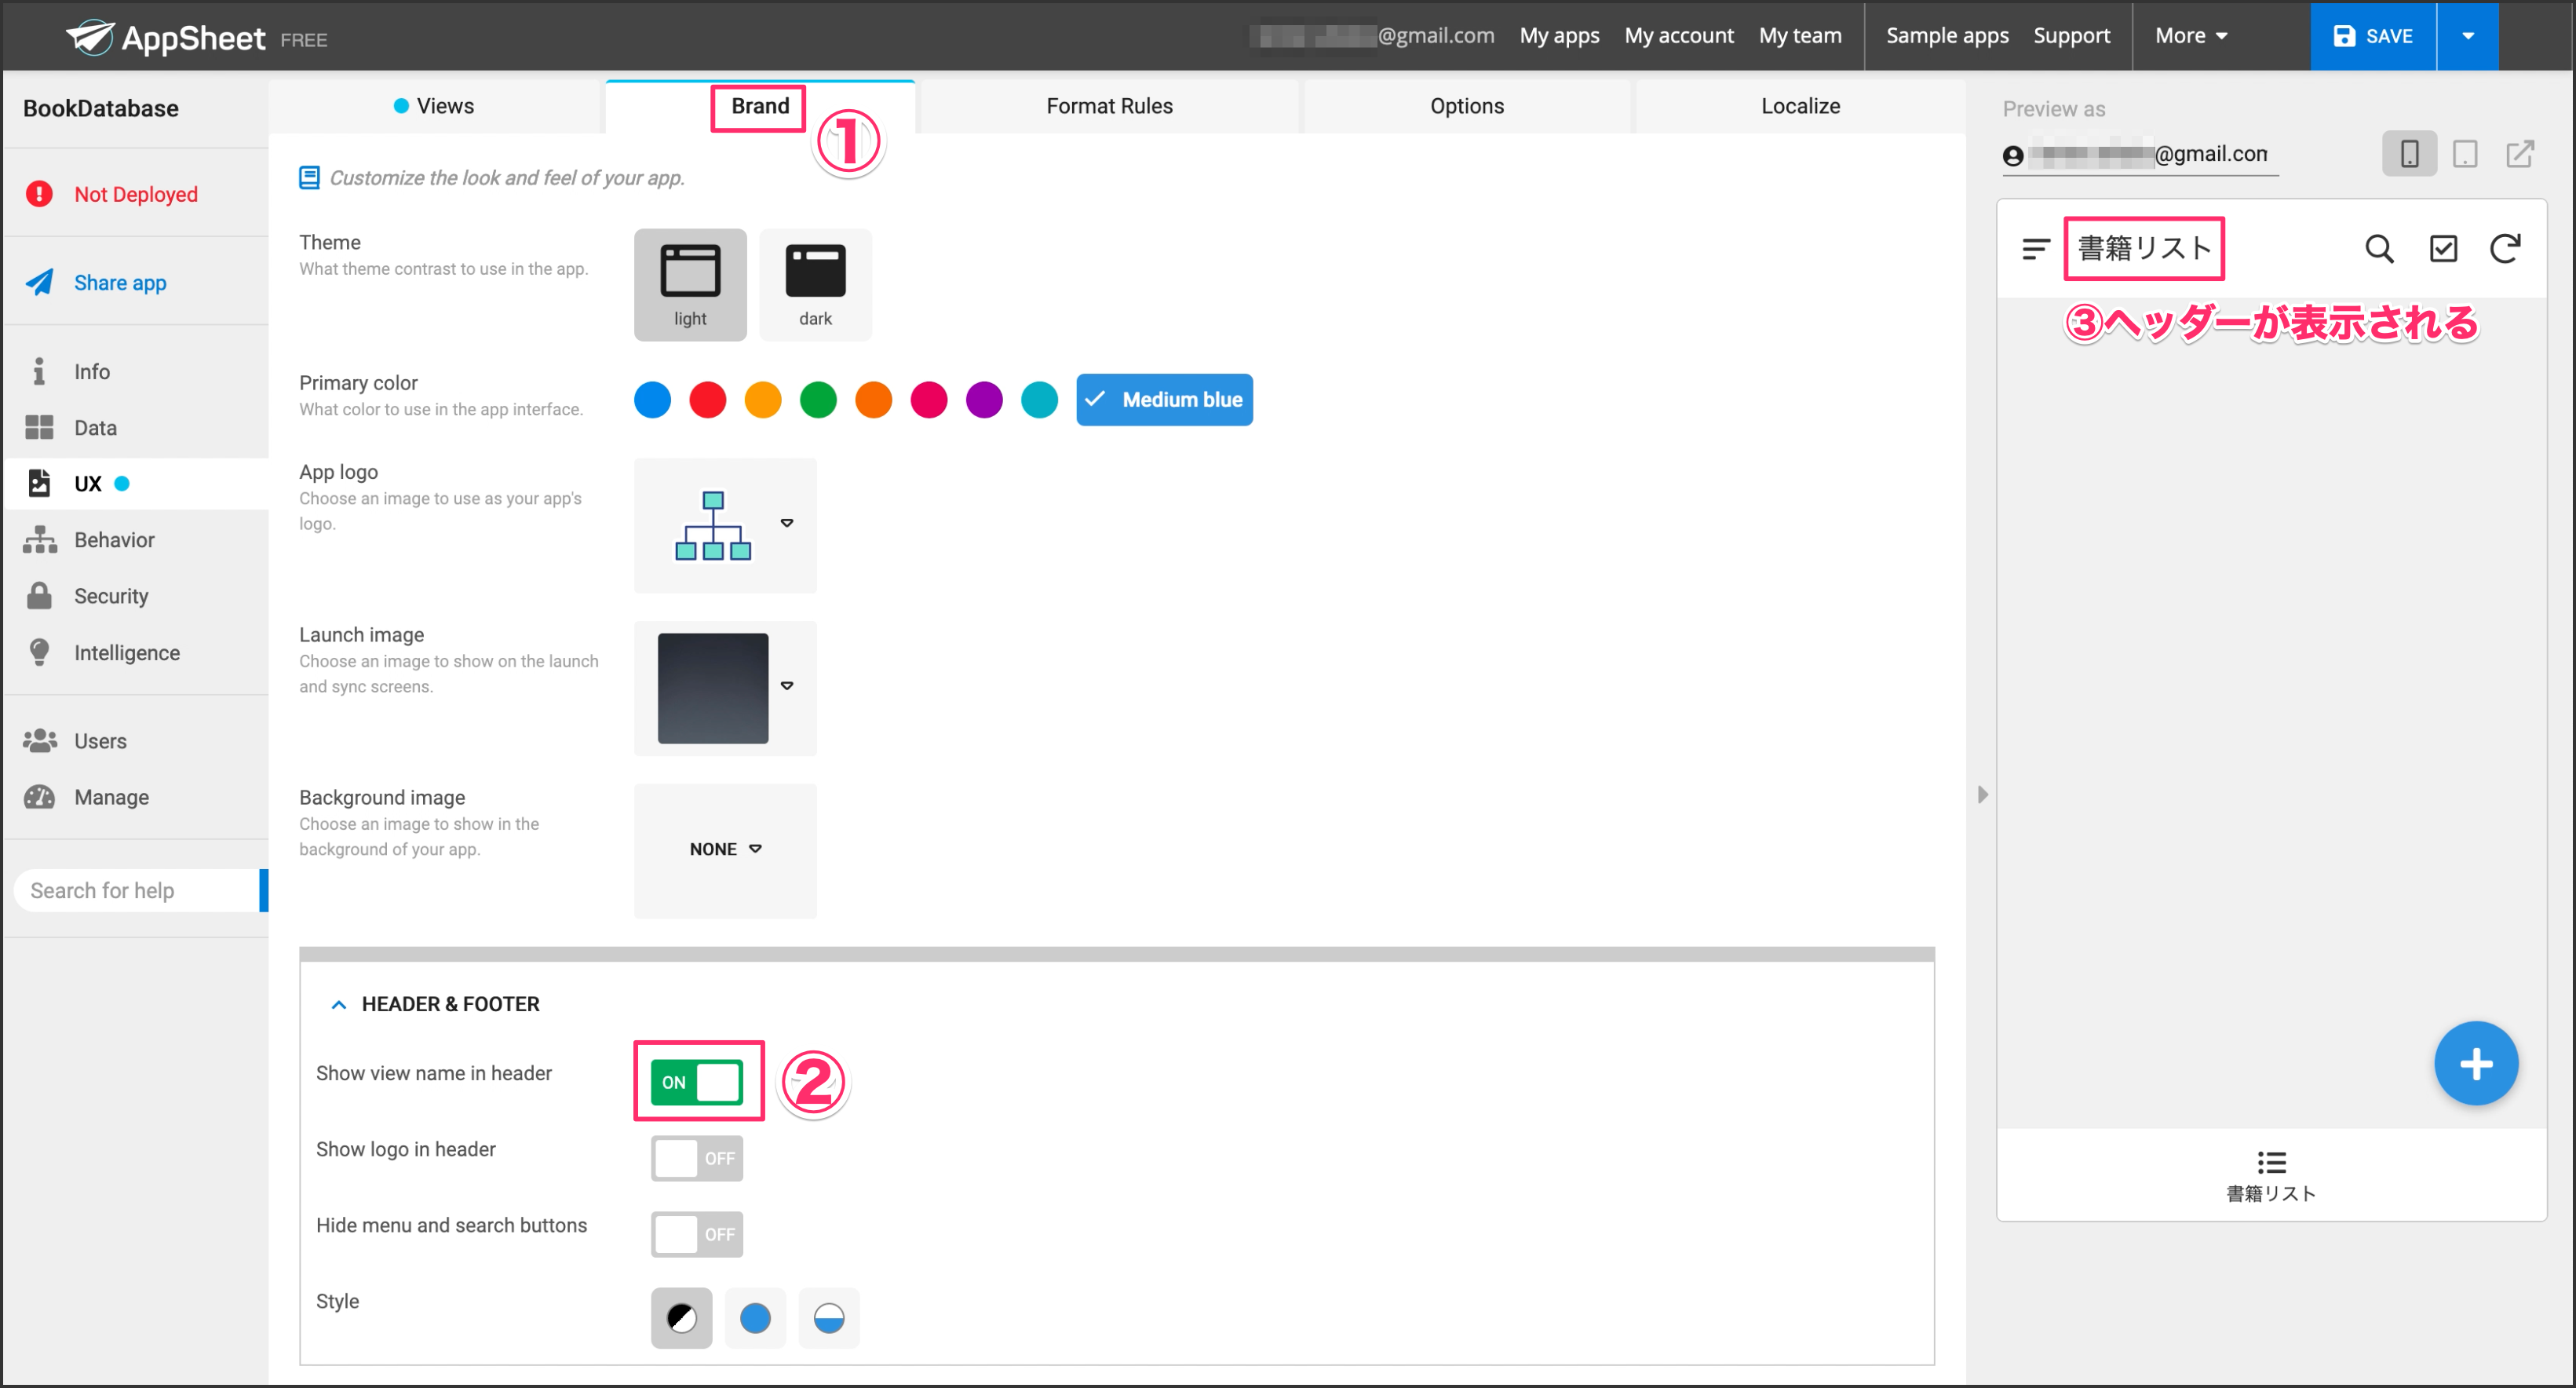 AppSheet FREE
@gmail.com My apps My account My team Sample apps Support More SAVE
BookDatabase
Not Deployed
Share app
Info
Data
UX
Behavior
Security
Intelligence
Users
Manage
Search for help
Views Brand Format Rules Options Localize
①
Customize the look and feel of your app.
Theme
What theme contrast to use in the app.
light dark
Primary color
What color to use in the app interface.
Medium blue
App logo
Choose an image to use as your app's
logo.
Launch image
Choose an image to show on the launch
and sync screens.
Background image
Choose an image to show in the
background of your app.
NONE
HEADER & FOOTER
Show view name in header ON
②
Show logo in header OFF
Hide menu and search buttons OFF
Style
Preview as
@gmail.com
書籍リスト
③ヘッダーが表示される
書籍リスト